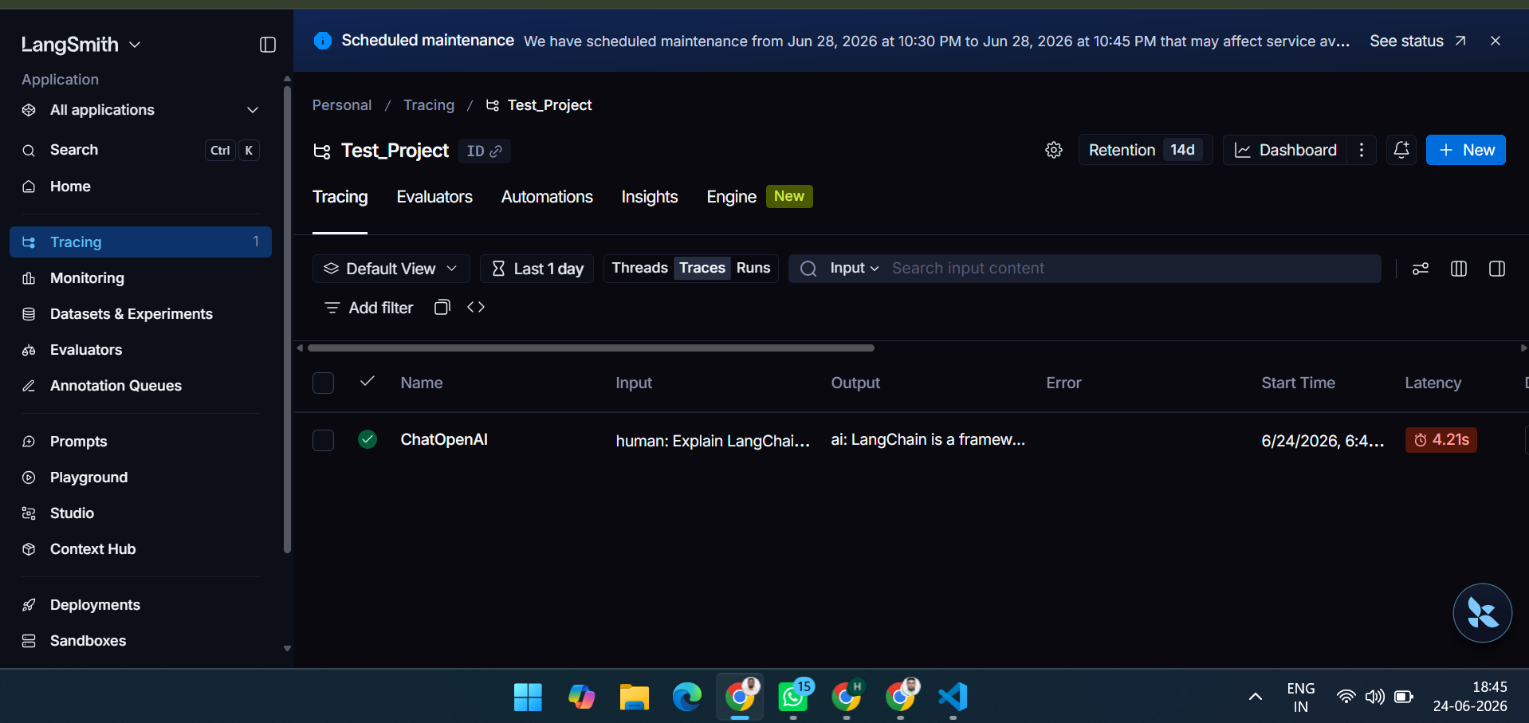 LangSmith
Application
All applications
Search Ctrl K
Home
Tracing 1
Monitoring
Datasets & Experiments
Evaluators
Annotation Queues
Prompts
Playground
Studio
Context Hub
Deployments
Sandboxes
Scheduled maintenance We have scheduled maintenance from Jun 28, 2026 at 10:30 PM to Jun 28, 2026 at 10:45 PM that may affect service av... See status
Personal / Tracing / Test_Project
Test_Project ID Retention 14d Dashboard + New
Tracing Evaluators Automations Insights Engine New
Default View Last 1 day Threads Traces Runs Input Search input content
Add filter
Name Input Output Error Start Time Latency
ChatOpenAI human: Explain LangChai... ai: LangChain is a framew... 6/24/2026, 6:4... 4.21s
15
H
ENG
IN
18:45
24-06-2026